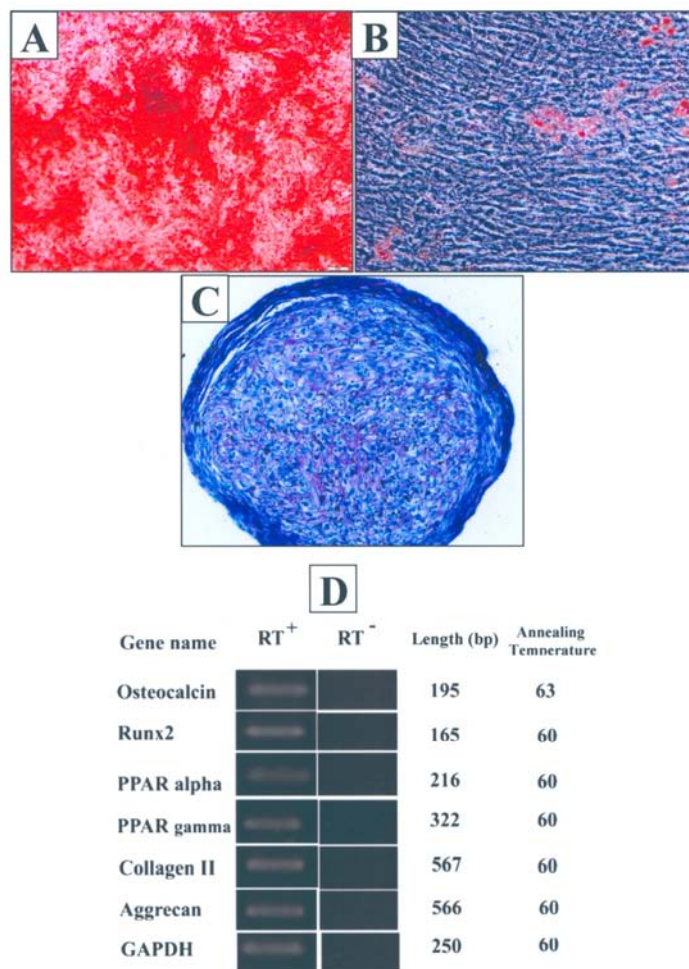 A
B
C
D
Gene name RT + RT - Length (bp) Annealing Temperature
Osteocalcin 195 63
Runx2 165 60
PPAR alpha 216 60
PPAR gamma 322 60
Collagen II 567 60
Aggrecan 566 60
GAPDH 250 60